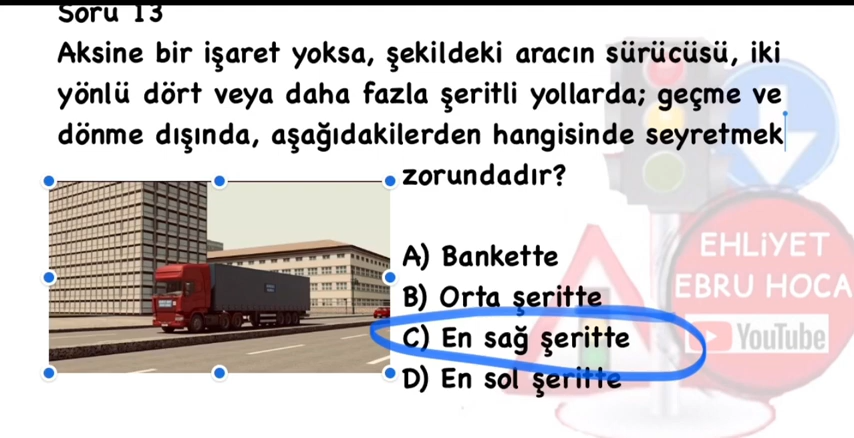 Soru 13
Aksine bir işaret yoksa, şekildeki aracın sürücüsü, iki
yönlü dört veya daha fazla şeritli yollarda; geçme ve
dönme dışında, aşağıdakilerden hangisinde seyretmek
zorundadır?
A) Bankette
B) Orta şeritte
C) En sağ şeritte
D) En sol şeritte
EHLİYET
EBRU HOCA
YouTube